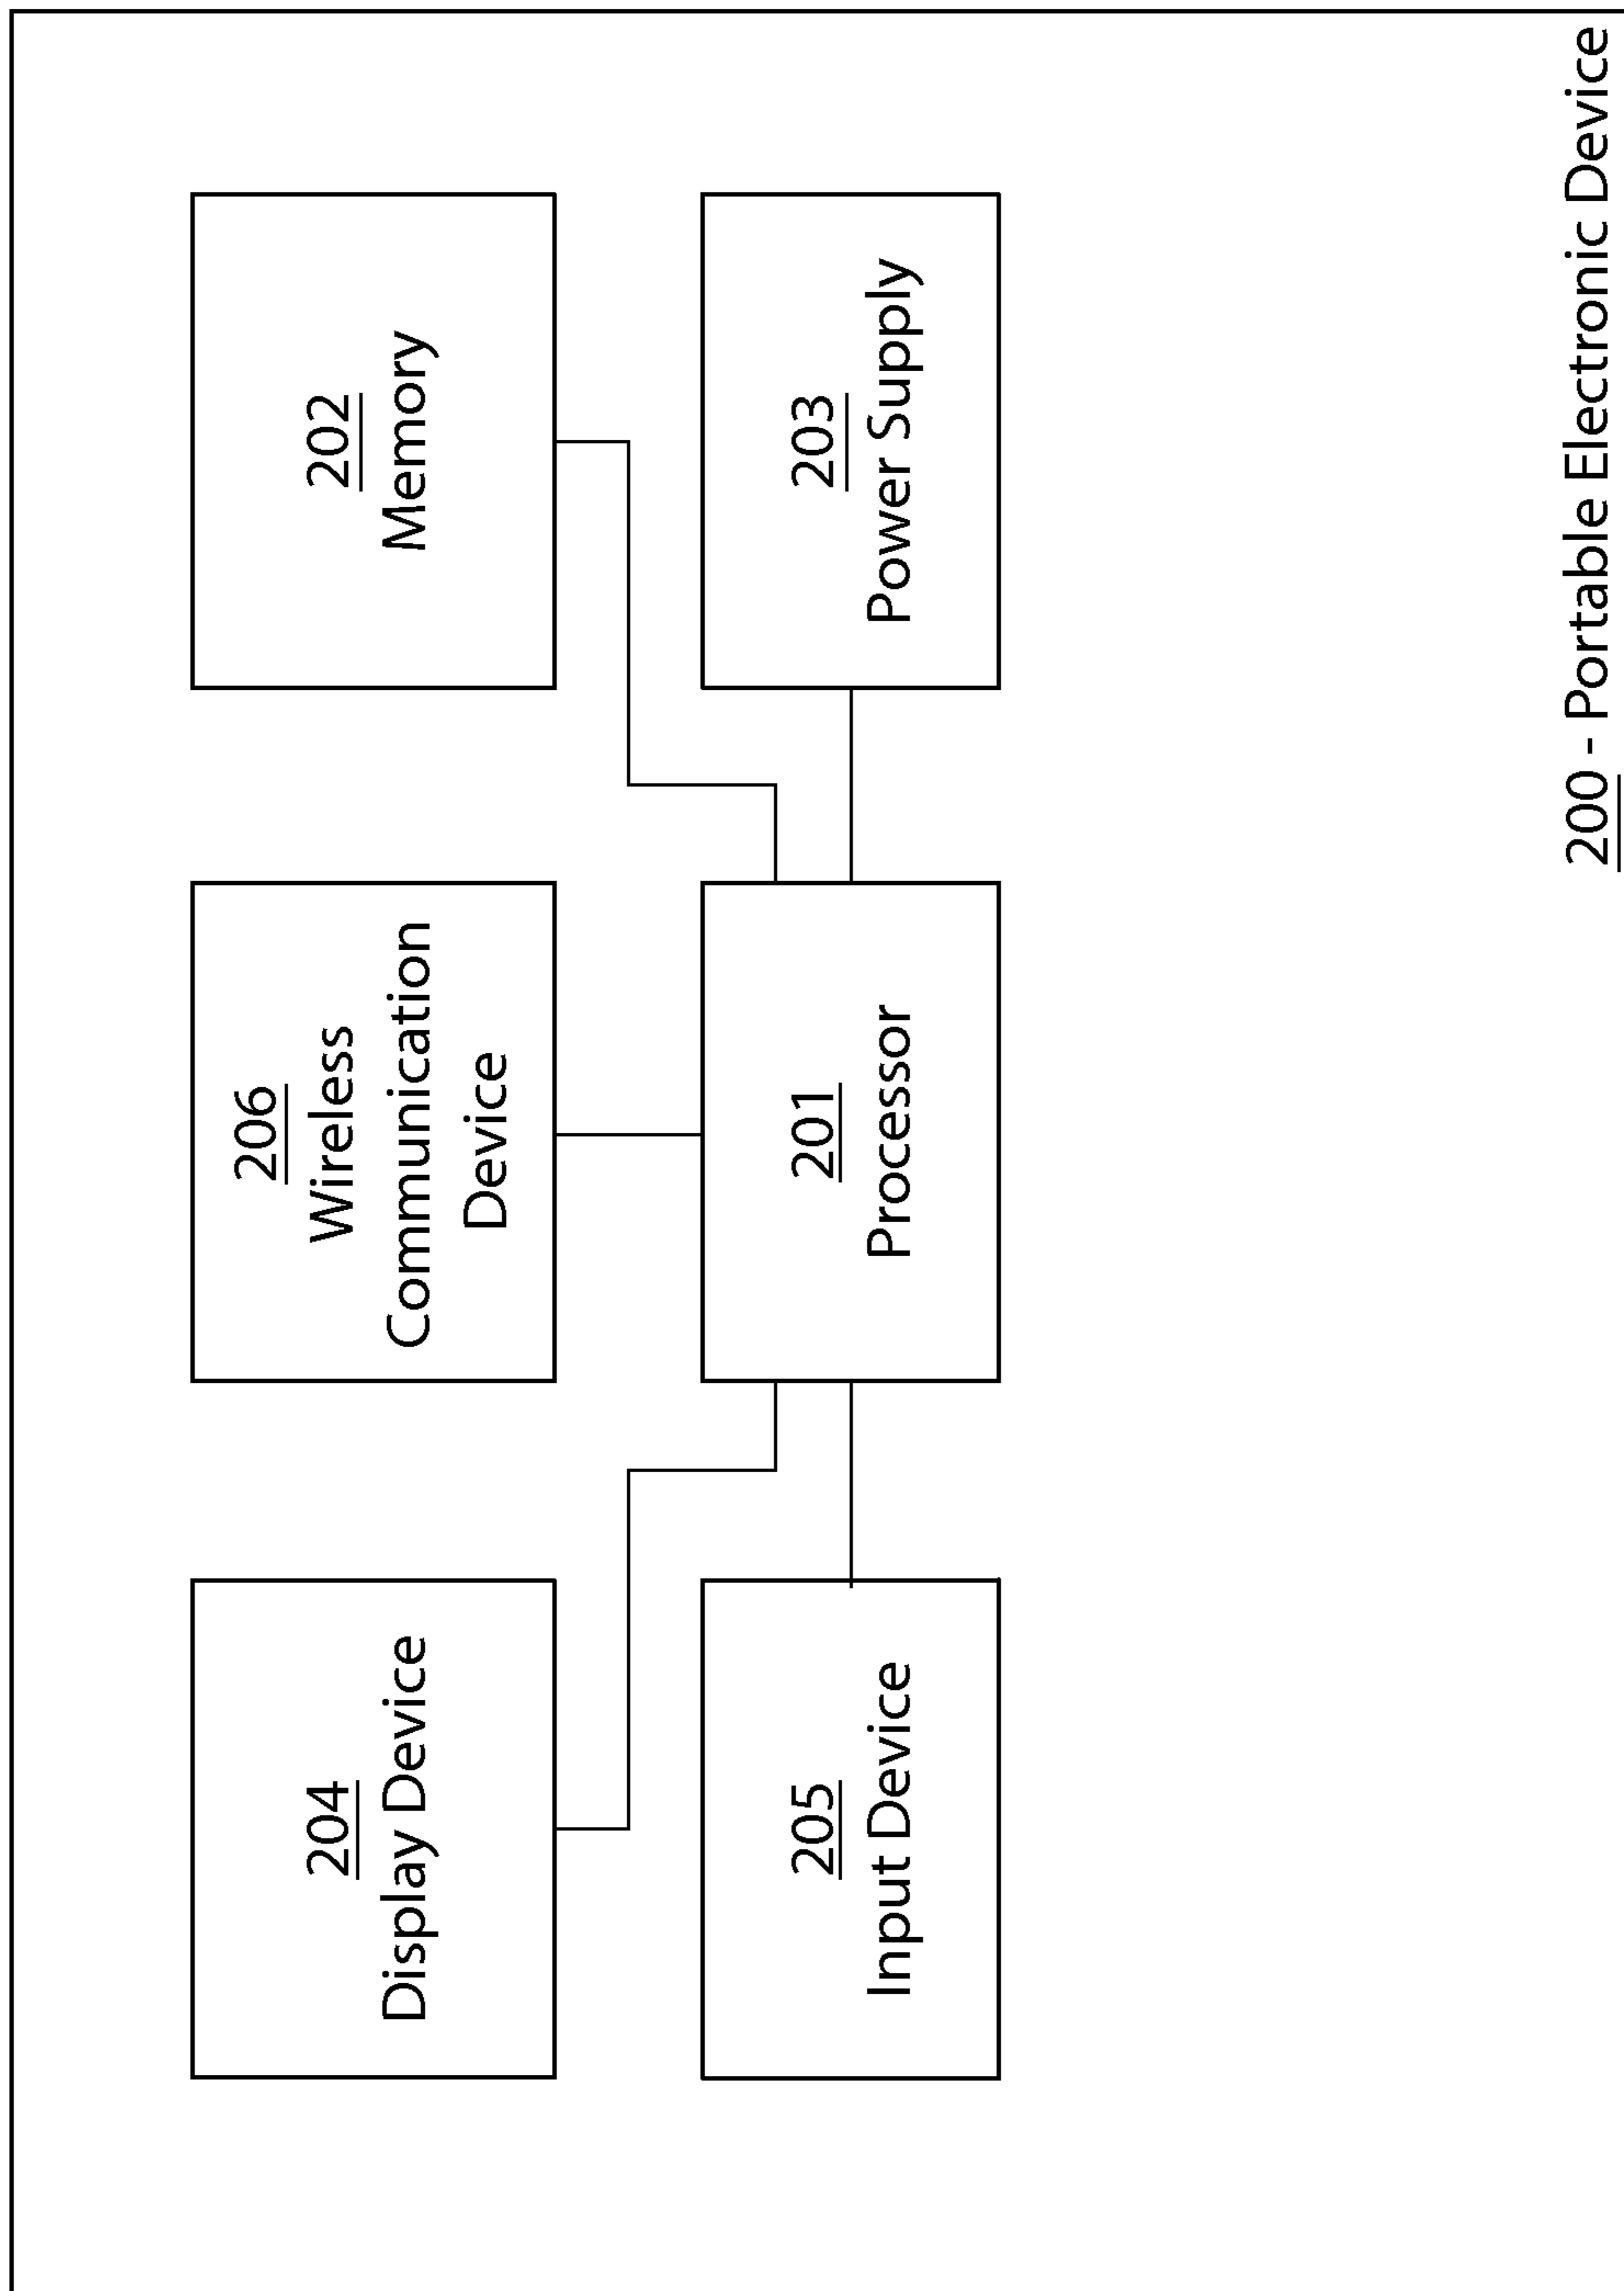 204
Display Device
206
Wireless
Communication
Device
202
Memory
205
Input Device
201
Processor
203
Power Supply
200 - Portable Electronic Device